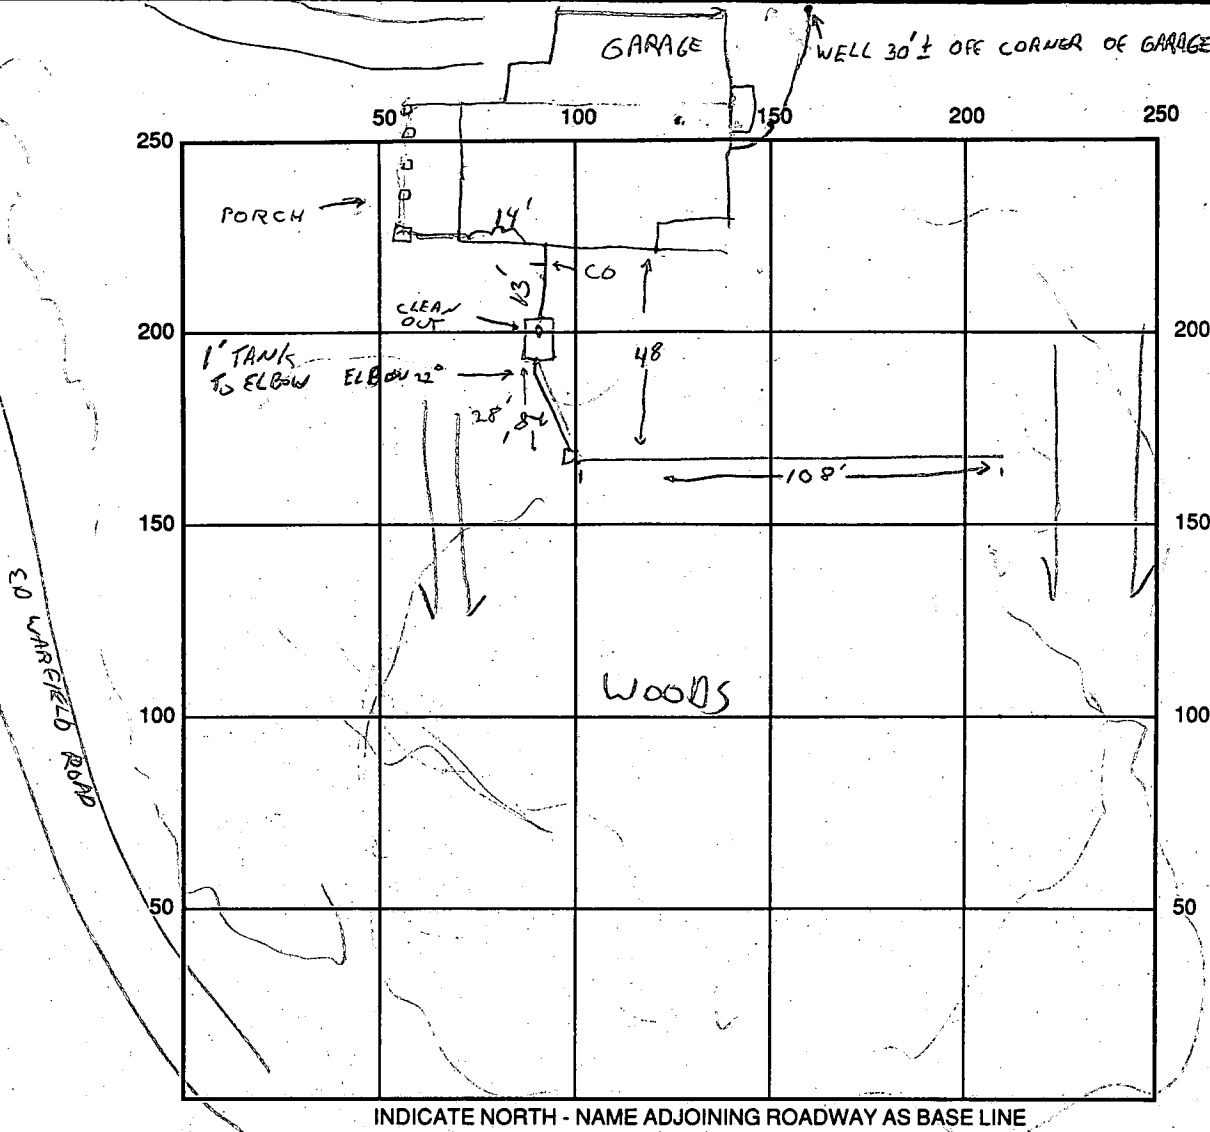 GARAGE
WELL 30'± OFF CORNER OF GARAGE
50 100 150 200 250
250
PORCH
14'
CO
13'
CLEAN
OUT
200 200
1' TANK
TO ELBOW ELBOW 22°
48
28'
108'
150 150
WOODS
100 100
ED WARFIELD ROAD
50 50
INDICATE NORTH - NAME ADJOINING ROADWAY AS BASE LINE